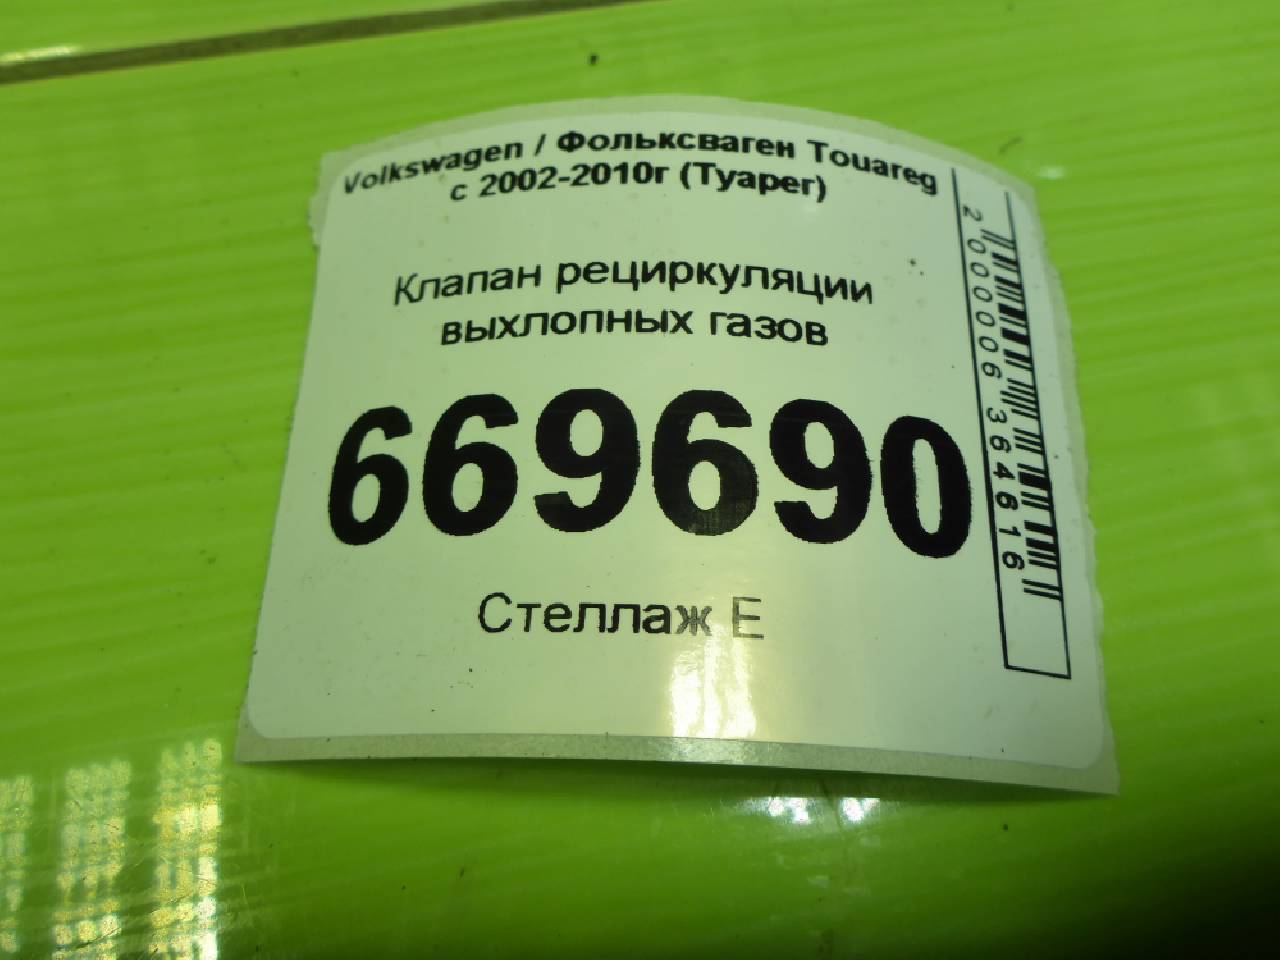 Volkswagen / Фольксваген Touareg
с 2002-2010г (Туарег)
Клапан рециркуляции
выхлопных газов
669690
Стеллаж Е
2000006364616